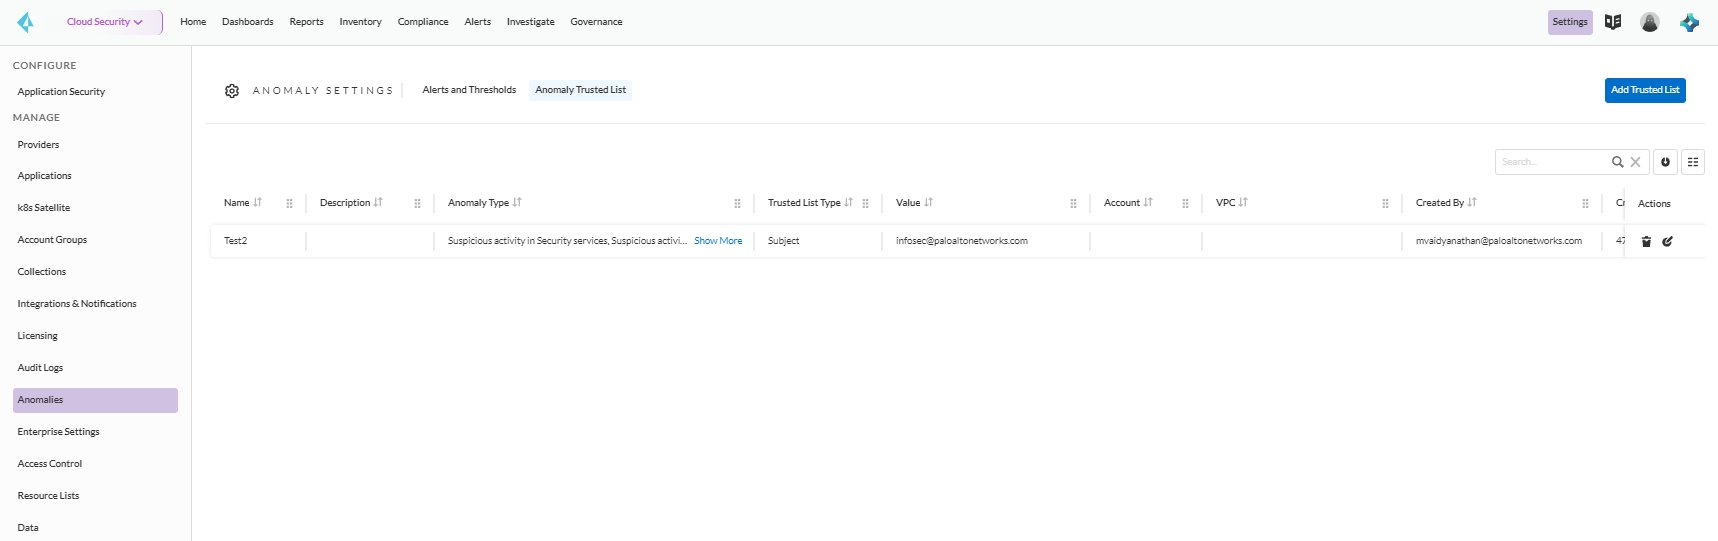 Cloud Security
Home Dashboards Reports Inventory Compliance Alerts Investigate Governance
Settings
CONFIGURE
Application Security
MANAGE
Providers
Applications
k8s Satellite
Account Groups
Collections
Integrations & Notifications
Licensing
Audit Logs
Anomalies
Enterprise Settings
Access Control
Resource Lists
Data
ANOMALY SETTINGS
Alerts and Thresholds Anomaly Trusted List
Add Trusted List
Search...
Name Description Anomaly Type Trusted List Type Value Account VPC Created By Cr Actions
Test2 Suspicious activity in Security services, Suspicious activi... Show More Subject infosec@paloaltonetworks.com mvaidyanathan@paloaltonetworks.com 47